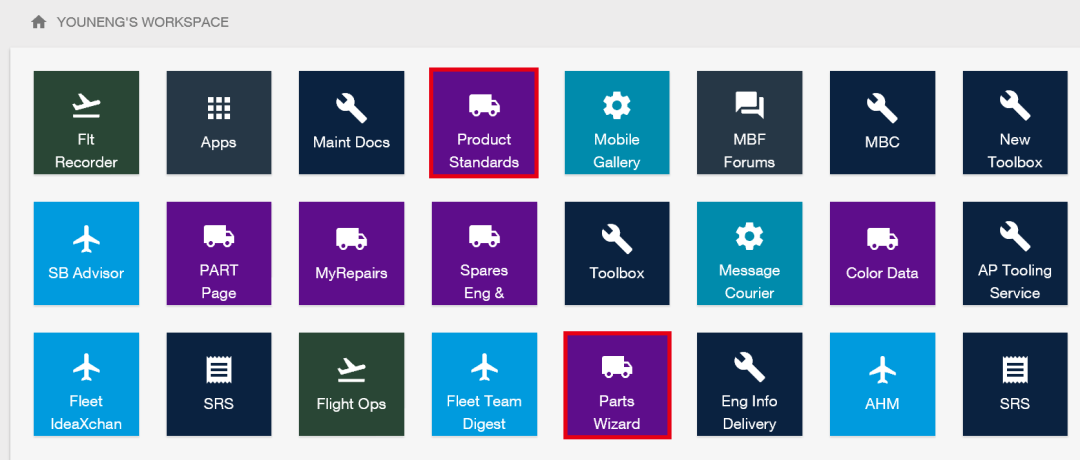 YOUNENG'S WORKSPACE
Flt
Recorder
Apps
Maint Docs
Product
Standards
Mobile
Gallery
MBF
Forums
MBC
New
Toolbox
SB Advisor
PART
Page
MyRepairs
Spares
Eng &
Toolbox
Message
Courier
Color Data
AP Tooling
Service
Fleet
IdeaXchan
SRS
Flight Ops
Fleet Team
Digest
Parts
Wizard
Eng Info
Delivery
AHM
SRS